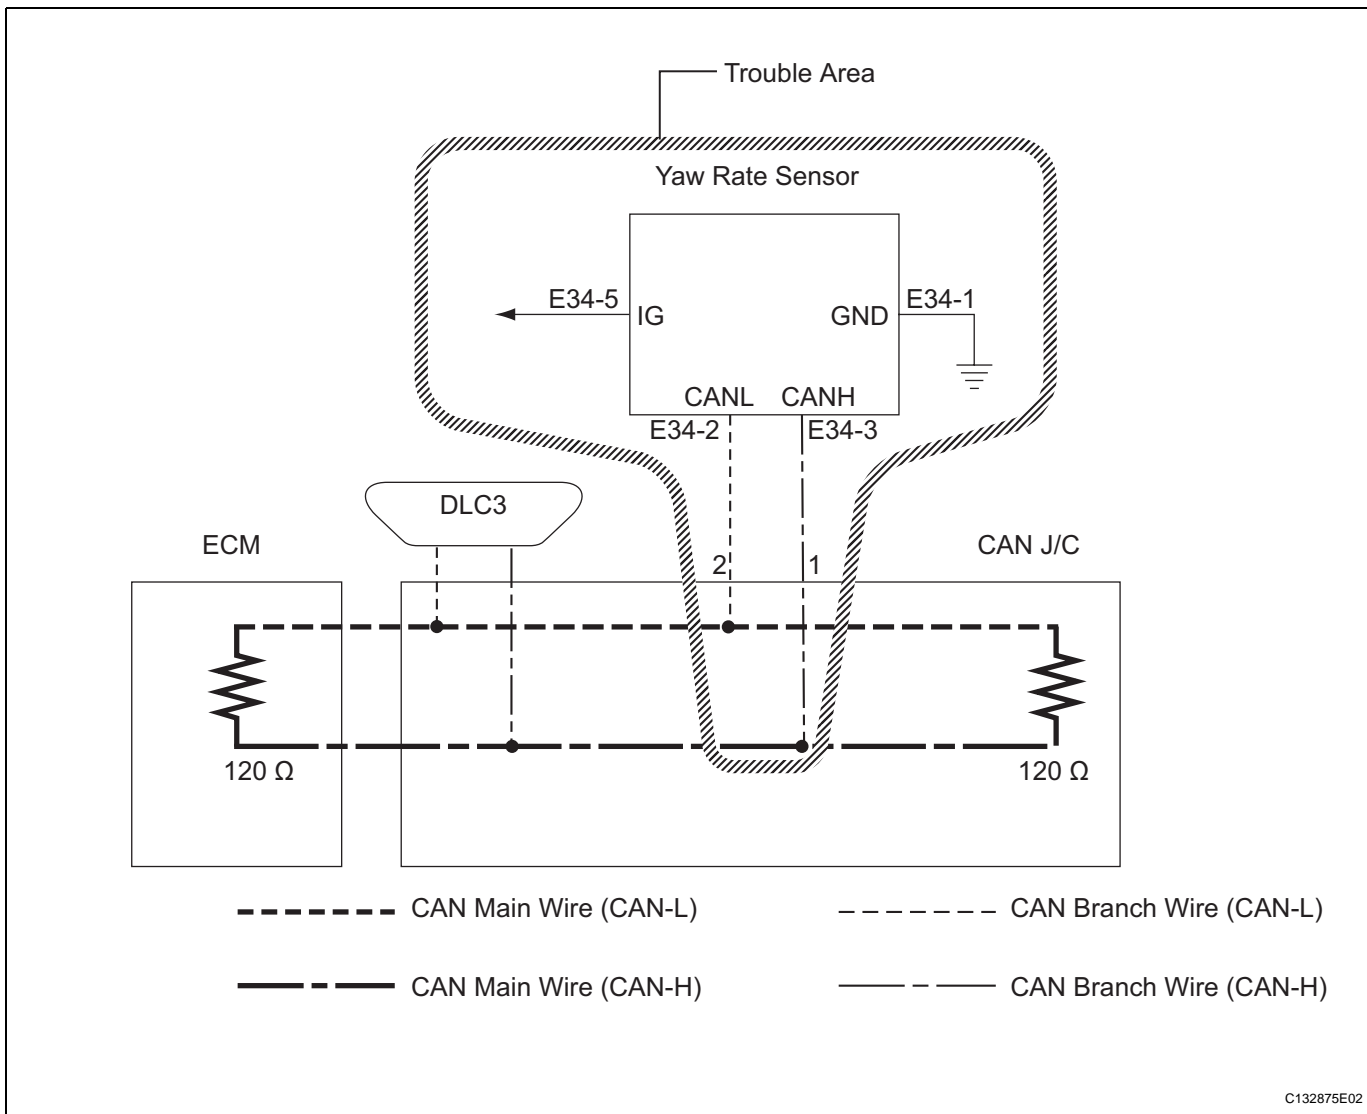 Trouble Area
Yaw Rate Sensor
E34-5
IG
GND
E34-1
CANL
CANH
E34-2
E34-3
DLC3
ECM
2
1
CAN J/C
120 Ω
120 Ω
CAN Main Wire (CAN-L)
CAN Branch Wire (CAN-L)
CAN Main Wire (CAN-H)
CAN Branch Wire (CAN-H)
C132875E02